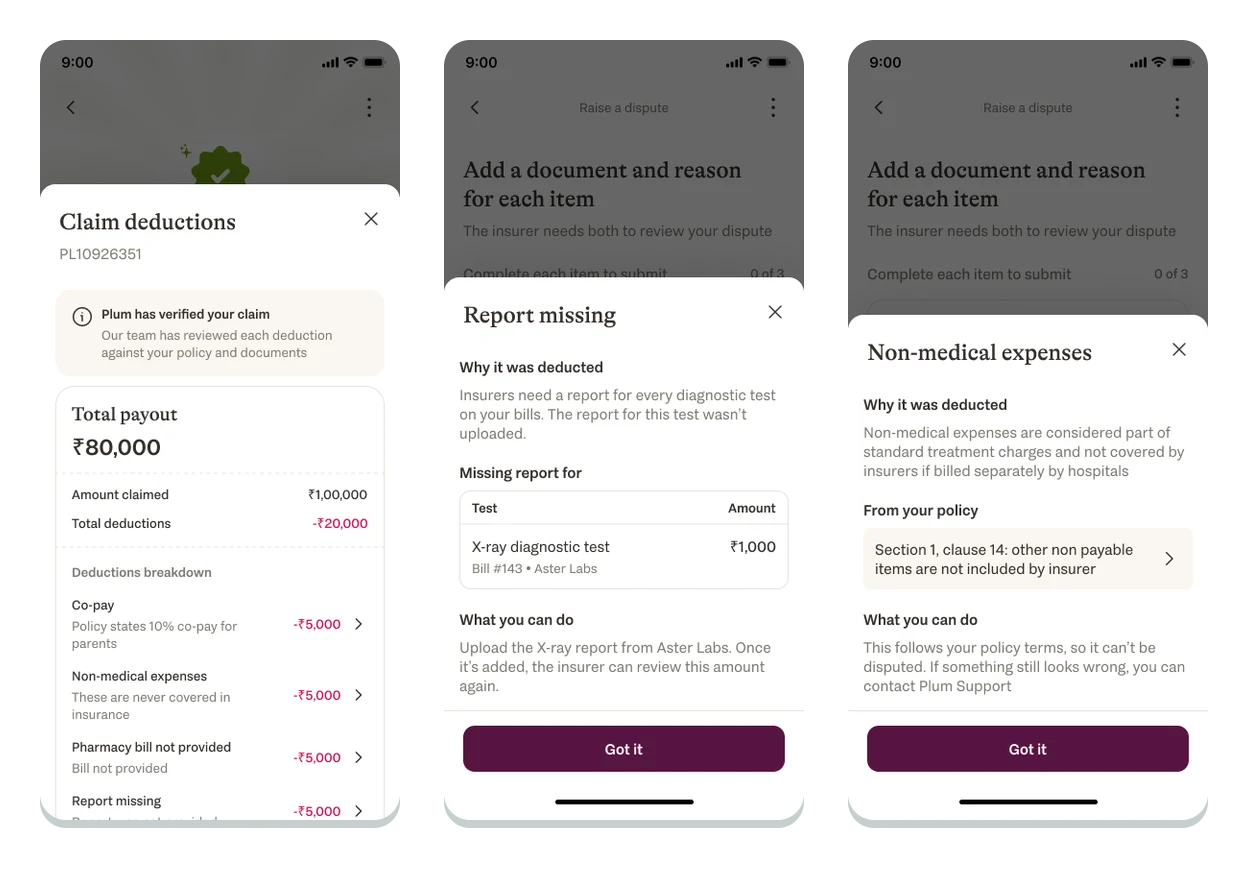 9:00
Claim deductions
PL10926351
Plum has verified your claim
Our team has reviewed each deduction
against your policy and documents
Total payout
₹80,000
Amount claimed ₹1,00,000
Total deductions -₹20,000
Deductions breakdown
Co-pay
Policy states 10% co-pay for
parents
-₹5,000
Non-medical expenses
These are never covered in
insurance
-₹5,000
Pharmacy bill not provided
Bill not provided
-₹5,000
Report missing
-₹5,000
9:00
Raise a dispute
Add a document and reason
for each item
The insurer needs both to review your dispute
Complete each item to submit 0 of 3
Report missing
Why it was deducted
Insurers need a report for every diagnostic test
on your bills. The report for this test wasn’t
uploaded.
Missing report for
Test Amount
X-ray diagnostic test ₹1,000
Bill #143 • Aster Labs
What you can do
Upload the X-ray report from Aster Labs. Once
it’s added, the insurer can review this amount
again.
Got it
9:00
Raise a dispute
Add a document and reason
for each item
The insurer needs both to review your dispute
Complete each item to submit 0 of 3
Non-medical expenses
Why it was deducted
Non-medical expenses are considered part of
standard treatment charges and not covered by
insurers if billed separately by hospitals
From your policy
Section 1, clause 14: other non payable
items are not included by insurer
What you can do
This follows your policy terms, so it can’t be
disputed. If something still looks wrong, you can
contact Plum Support
Got it